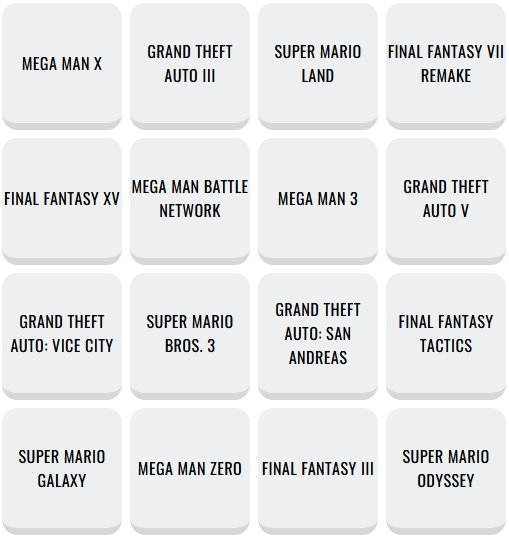 MEGA MAN X
GRAND THEFT
AUTO III
SUPER MARIO
LAND
FINAL FANTASY VII
REMAKE
FINAL FANTASY XV
MEGA MAN BATTLE
NETWORK
MEGA MAN 3
GRAND THEFT
AUTO V
GRAND THEFT
AUTO: VICE CITY
SUPER MARIO
BROS. 3
GRAND THEFT
AUTO: SAN
ANDREAS
FINAL FANTASY
TACTICS
SUPER MARIO
GALAXY
MEGA MAN ZERO
FINAL FANTASY III
SUPER MARIO
ODYSSEY